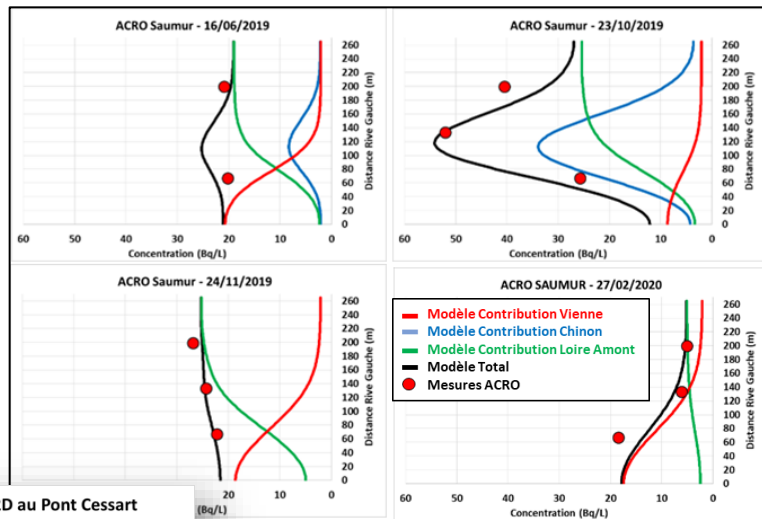 ACRO Saumur - 16/06/2019
260
240
220
200
180
160
140
120
100
80
60
40
20
0
Distance Rive Gauche (m)
60 50 40 30 20 10 0
Concentration (Bq/L)
ACRO Saumur - 23/10/2019
260
240
220
200
180
160
140
120
100
80
60
40
20
0
Distance Rive Gauche (m)
60 50 40 30 20 10 0
Concentration (Bq/L)
ACRO Saumur - 24/11/2019
260
240
220
200
180
160
140
120
100
80
60
40
20
0
Distance Rive Gauche (m)
20 10 0
(Bq/L)
2D au Pont Cessart
ACRO SAUMUR - 27/02/2020
Modèle Contribution Vienne
Modèle Contribution Chinon
Modèle Contribution Loire Amont
Modèle Total
Mesures ACRO
260
240
220
200
180
160
140
120
100
80
60
40
20
0
Distance Rive Gauche (m)
60 50 40 30 20 10 0
Concentration (Bq/L)